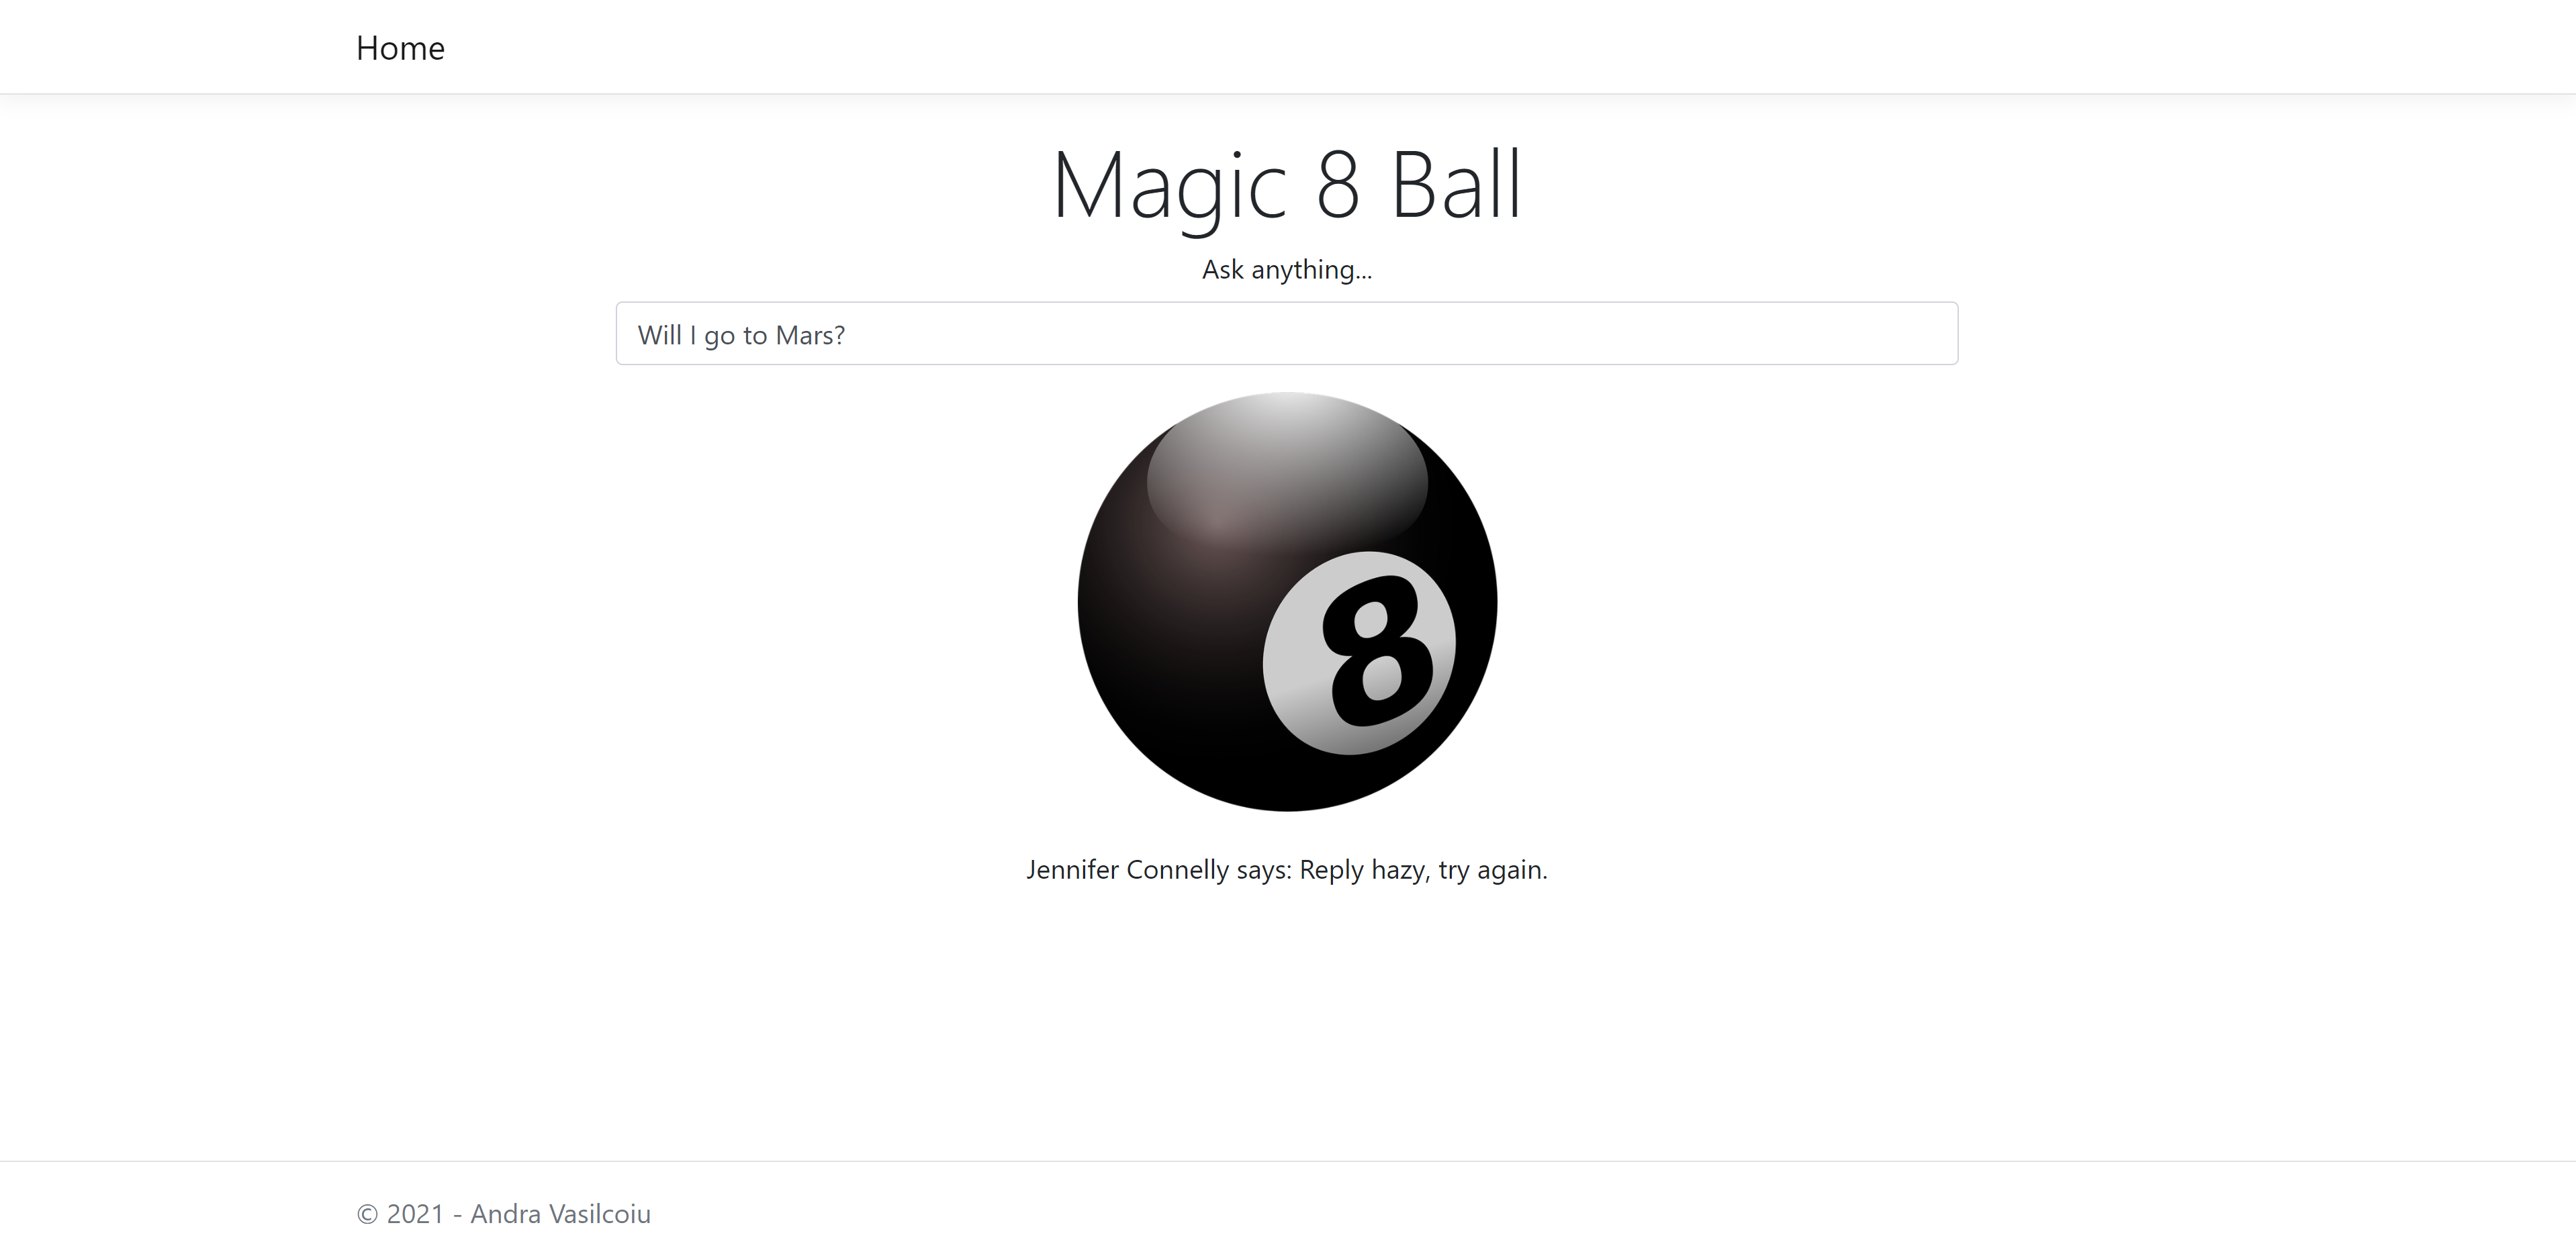 Home
Magic 8 Ball
Ask anything...
Will I go to Mars?
8
Jennifer Connelly says: Reply hazy, try again.
© 2021 - Andra Vasilcoiu